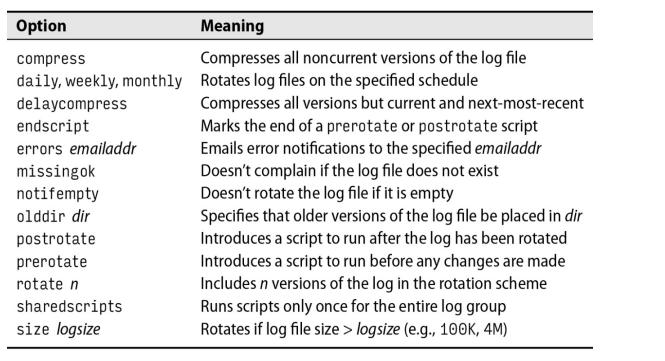 Option Meaning
compress Compresses all noncurrent versions of the log file
daily, weekly, monthly Rotates log files on the specified schedule
delaycompress Compresses all versions but current and next-most-recent
endscript Marks the end of a prerotate or postrotate script
errors emailaddr Emails error notifications to the specified emailaddr
missingok Doesn’t complain if the log file does not exist
notifempty Doesn’t rotate the log file if it is empty
olddir dir Specifies that older versions of the log file be placed in dir
postrotate Introduces a script to run after the log has been rotated
prerotate Introduces a script to run before any changes are made
rotate n Includes n versions of the log in the rotation scheme
sharedscripts Runs scripts only once for the entire log group
size logsize Rotates if log file size > logsize (e.g., 100K, 4M)